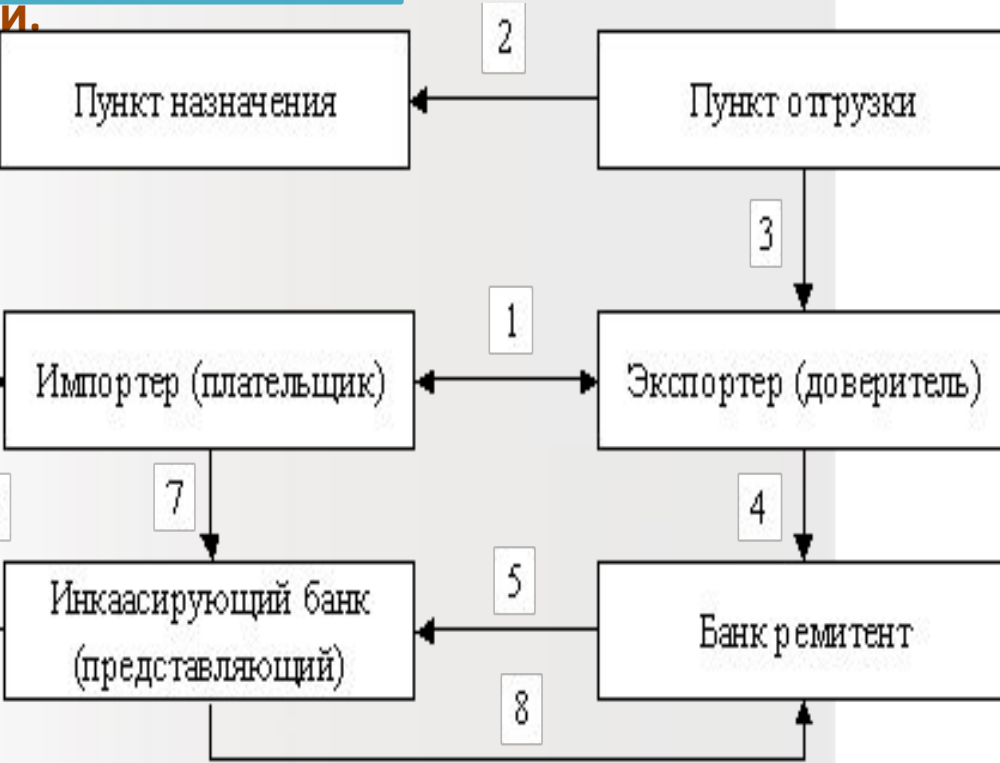 и.
2
Пункт назначения
Пункт отгрузки
3
1
Импортер (плательщик)
Экспортер (доверитель)
7
4
5
Инкаасирующий банк
(представляющий)
Банк ремитент
8